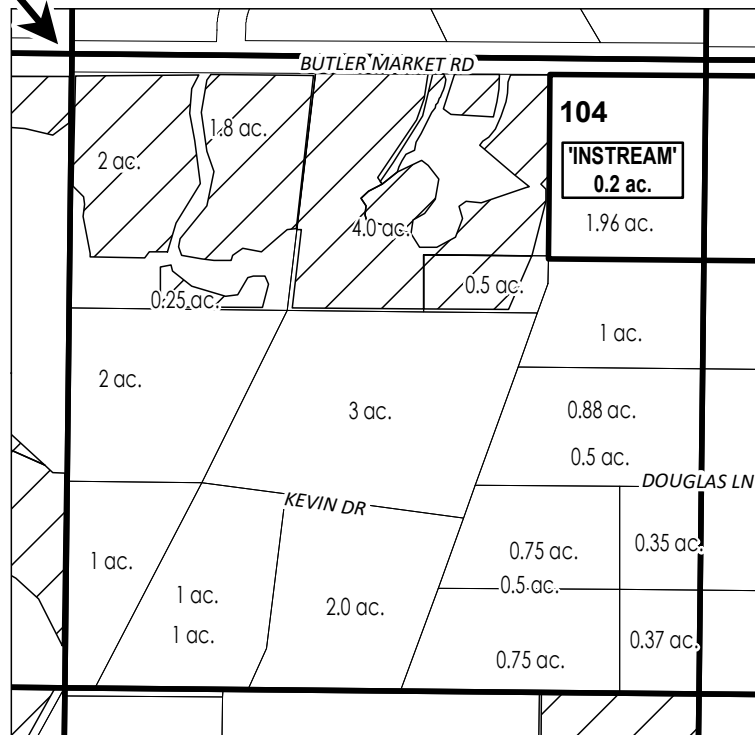 BUTLER MARKET RD
104
1.8 ac.
2 ac.
'INSTREAM'
0.2 ac.
4.0 ac.
1.96 ac.
0.5 ac.
0.25 ac.
1 ac.
2 ac.
3 ac.
0.88 ac.
0.5 ac.
DOUGLAS LN
KEVIN DR
0.75 ac.
0.35 ac.
1 ac.
0.5 ac.
1 ac.
2.0 ac.
1 ac.
0.37 ac.
0.75 ac.